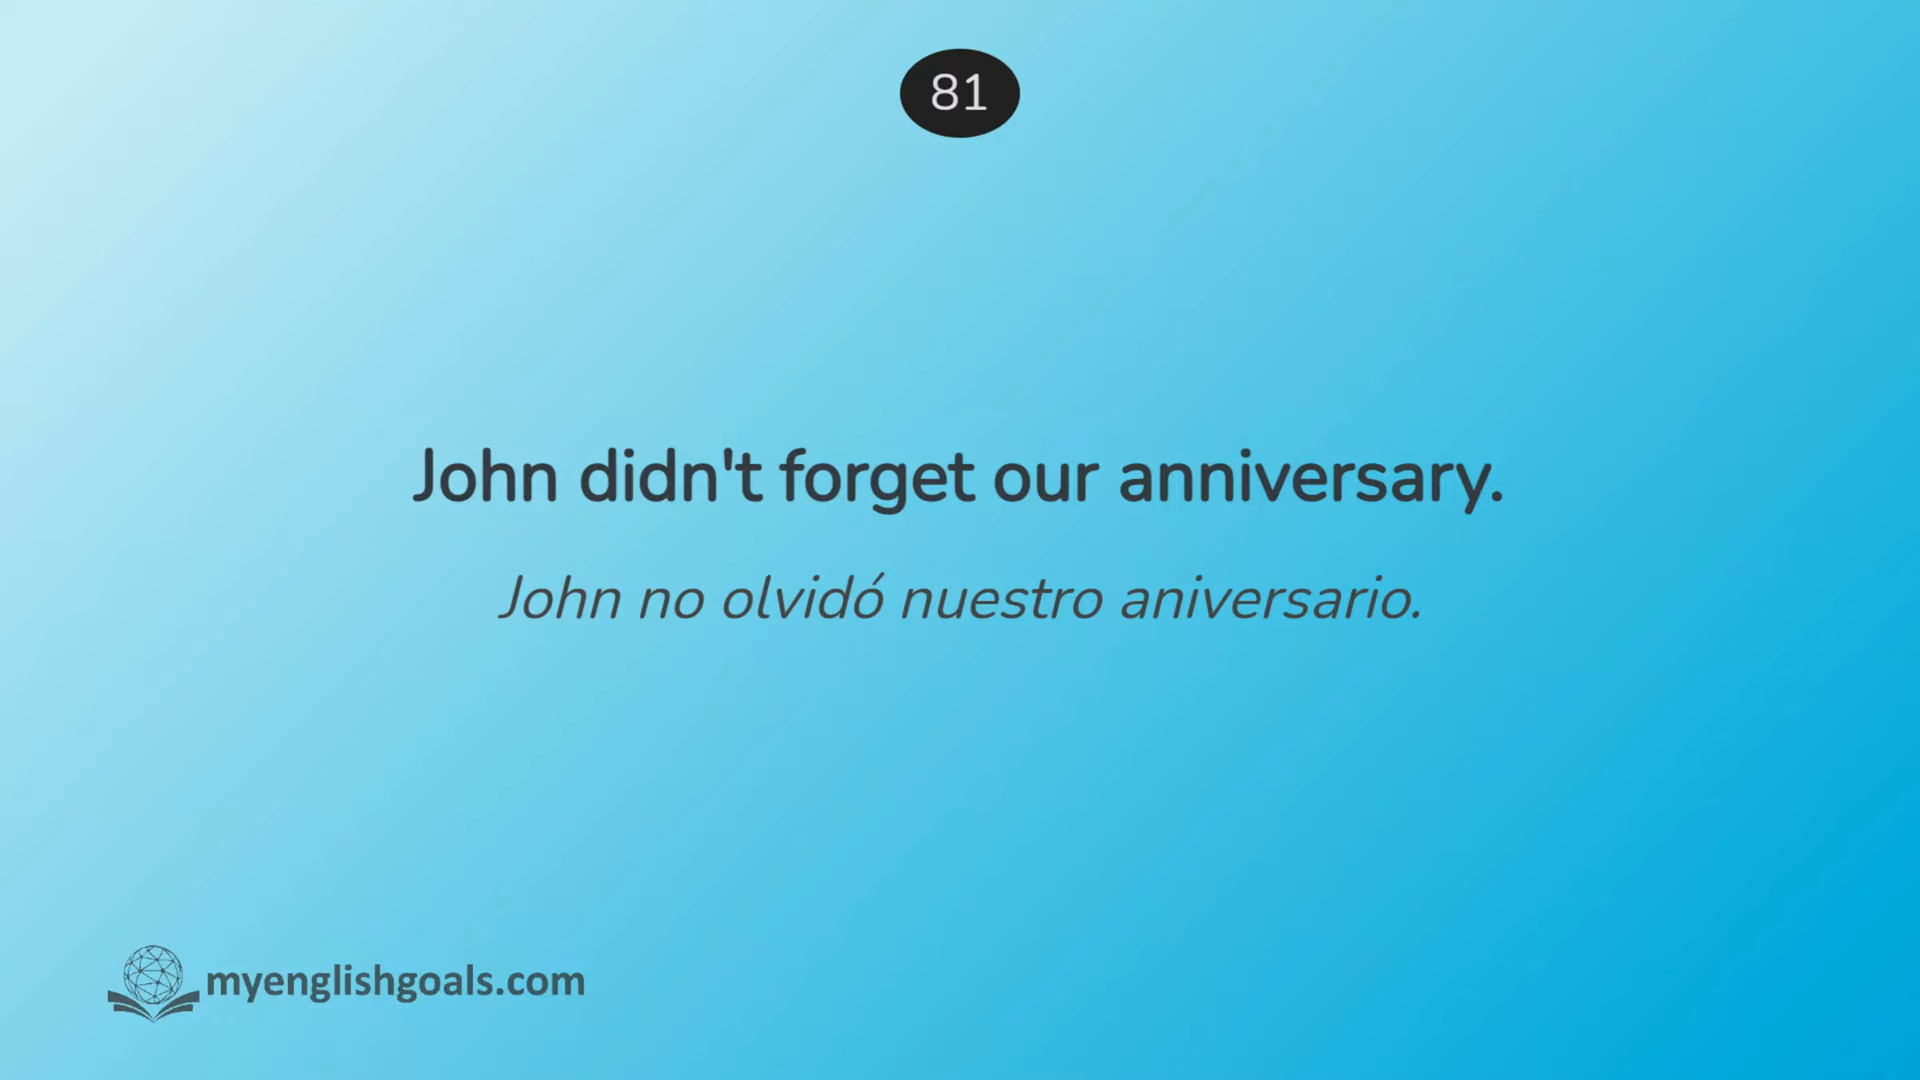 81
John didn't forget our anniversary.
John no olvidó nuestro aniversario.
myenglishgoals.com